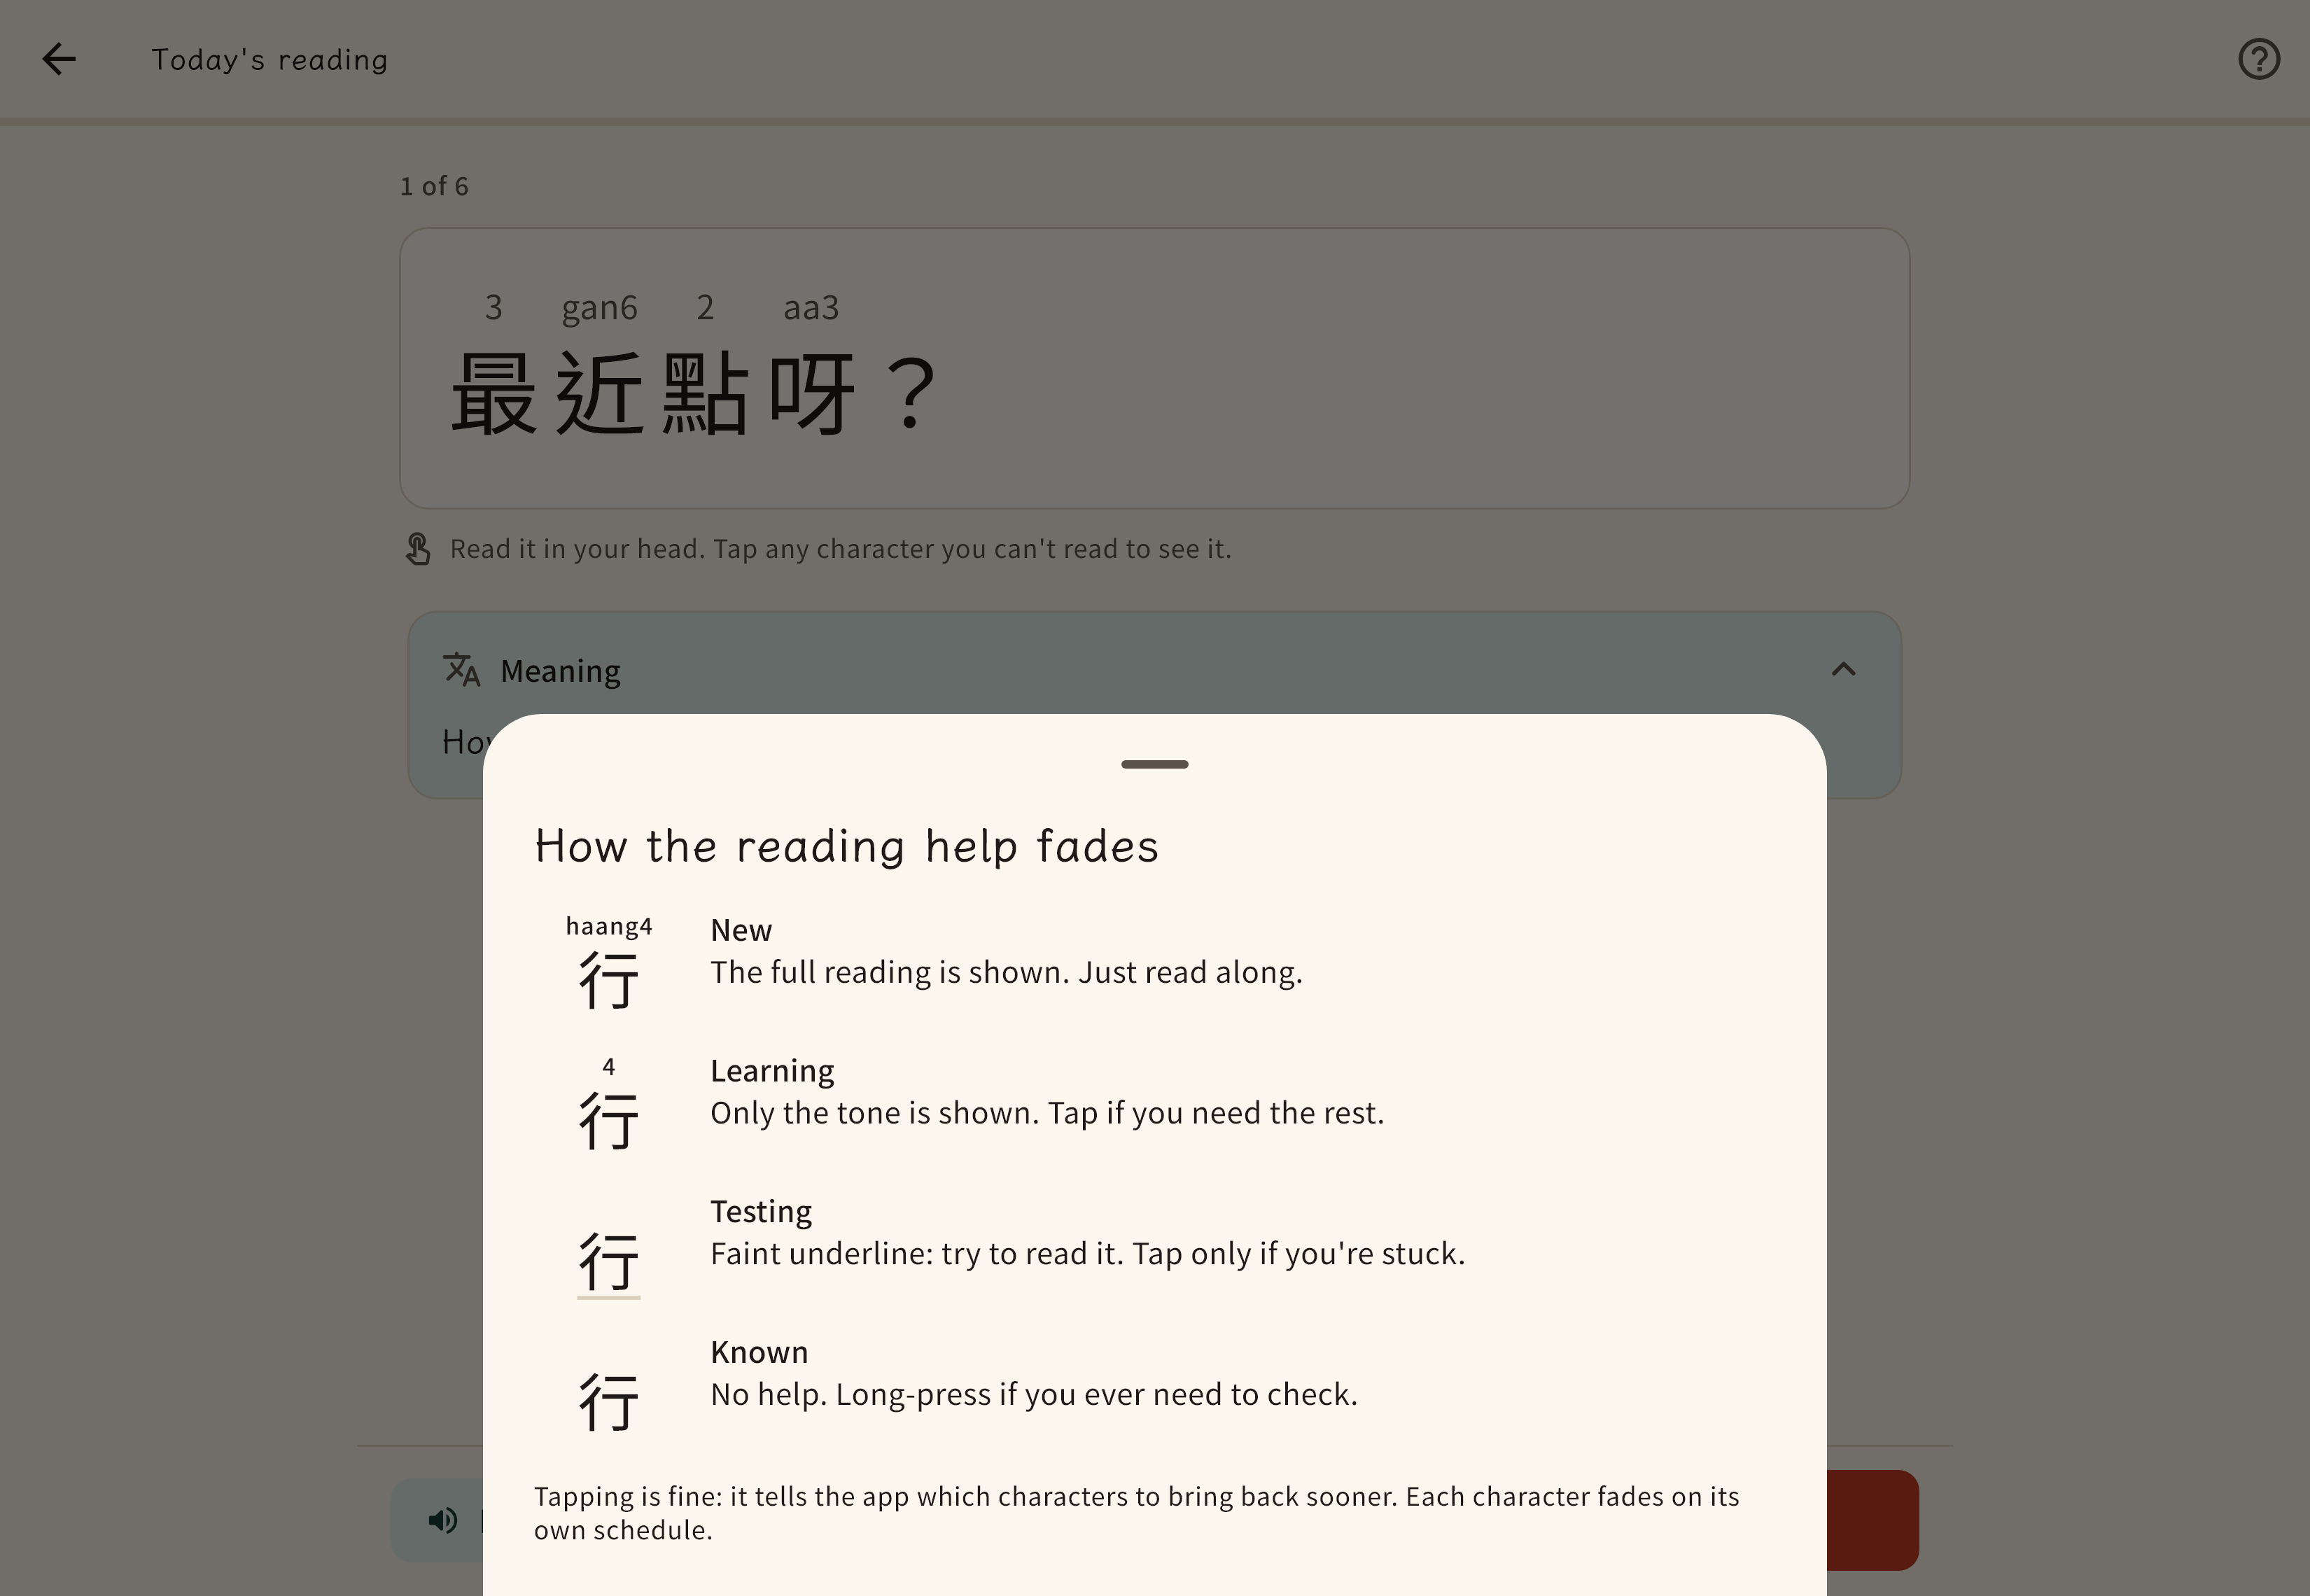 Today's reading
1 of 6
3 gan6 2 aa3
最近點呀？
Read it in your head. Tap any character you can't read to see it.
Meaning
How the reading help fades
haang4
行
New
The full reading is shown. Just read along.
4
行
Learning
Only the tone is shown. Tap if you need the rest.
行
Testing
Faint underline: try to read it. Tap only if you're stuck.
行
Known
No help. Long-press if you ever need to check.
Tapping is fine: it tells the app which characters to bring back sooner. Each character fades on its
own schedule.